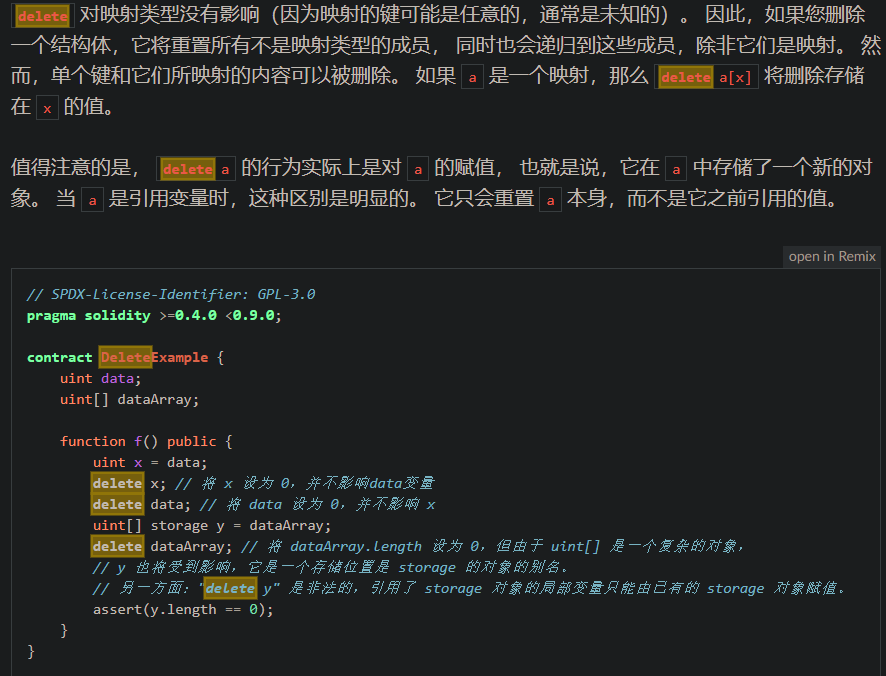 delete 对映射类型没有影响（因为映射的键可能是任意的，通常是未知的）。 因此，如果您删除
一个结构体，它将重置所有不是映射类型的成员， 同时也会递归到这些成员，除非它们是映射。 然
而，单个键和它们所映射的内容可以被删除。 如果 a 是一个映射，那么 delete a[x] 将删除存储
在 x 的值。
值得注意的是， delete a 的行为实际上是对 a 的赋值， 也就是说，它在 a 中存储了一个新的对
象。 当 a 是引用变量时，这种区别是明显的。 它只会重置 a 本身，而不是它之前引用的值。
open in Remix
// SPDX-License-Identifier: GPL-3.0
pragma solidity >=0.4.0 <0.9.0;
contract DeleteExample {
uint data;
uint[] dataArray;
function f() public {
uint x = data;
delete x; // 将 x 设为 0，并不影响data变量
delete data; // 将 data 设为 0，并不影响 x
uint[] storage y = dataArray;
delete dataArray; // 将 dataArray.length 设为 0，但由于 uint[] 是一个复杂的对象，
// y 也将受到影响，它是一个存储位置是 storage 的对象的别名。
// 另一方面："delete y" 是非法的，引用了 storage 对象的局部变量只能由已有的 storage 对象赋值。
assert(y.length == 0);
}
}